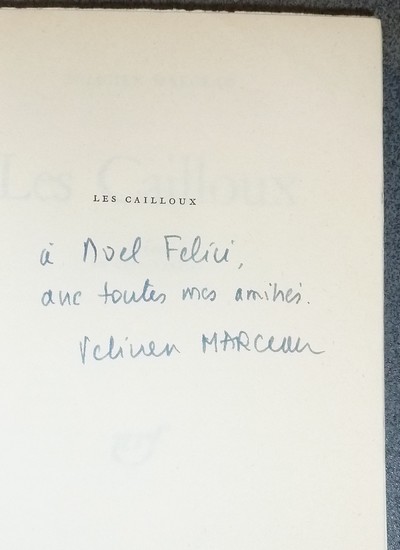 LES CAILLOUX
à Noel Felici,
avec toutes mes amitiés.
Félicien MARceau